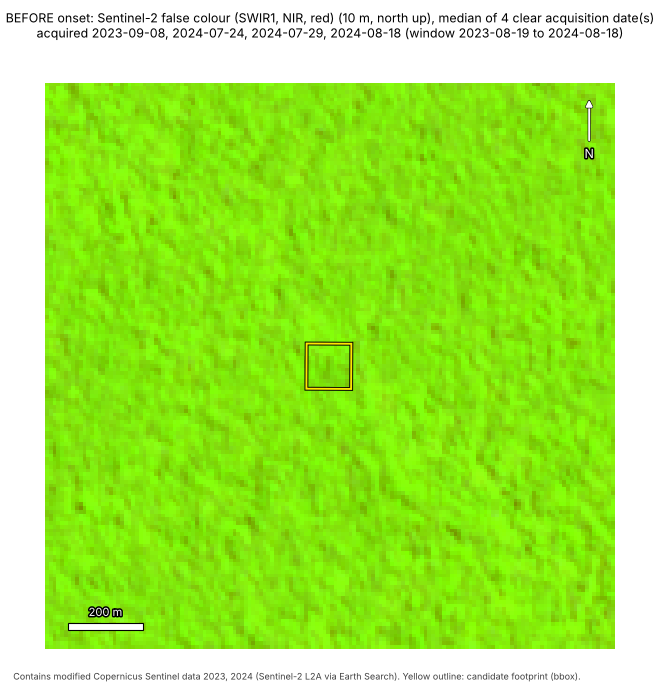 BEFORE onset: Sentinel-2 false colour (SWIR1, NIR, red) (10 m, north up), median of 4 clear acquisition date(s)
acquired 2023-09-08, 2024-07-24, 2024-07-29, 2024-08-18 (window 2023-08-19 to 2024-08-18)
N
200 m
Contains modified Copernicus Sentinel data 2023, 2024 (Sentinel-2 L2A via Earth Search). Yellow outline: candidate footprint (bbox).